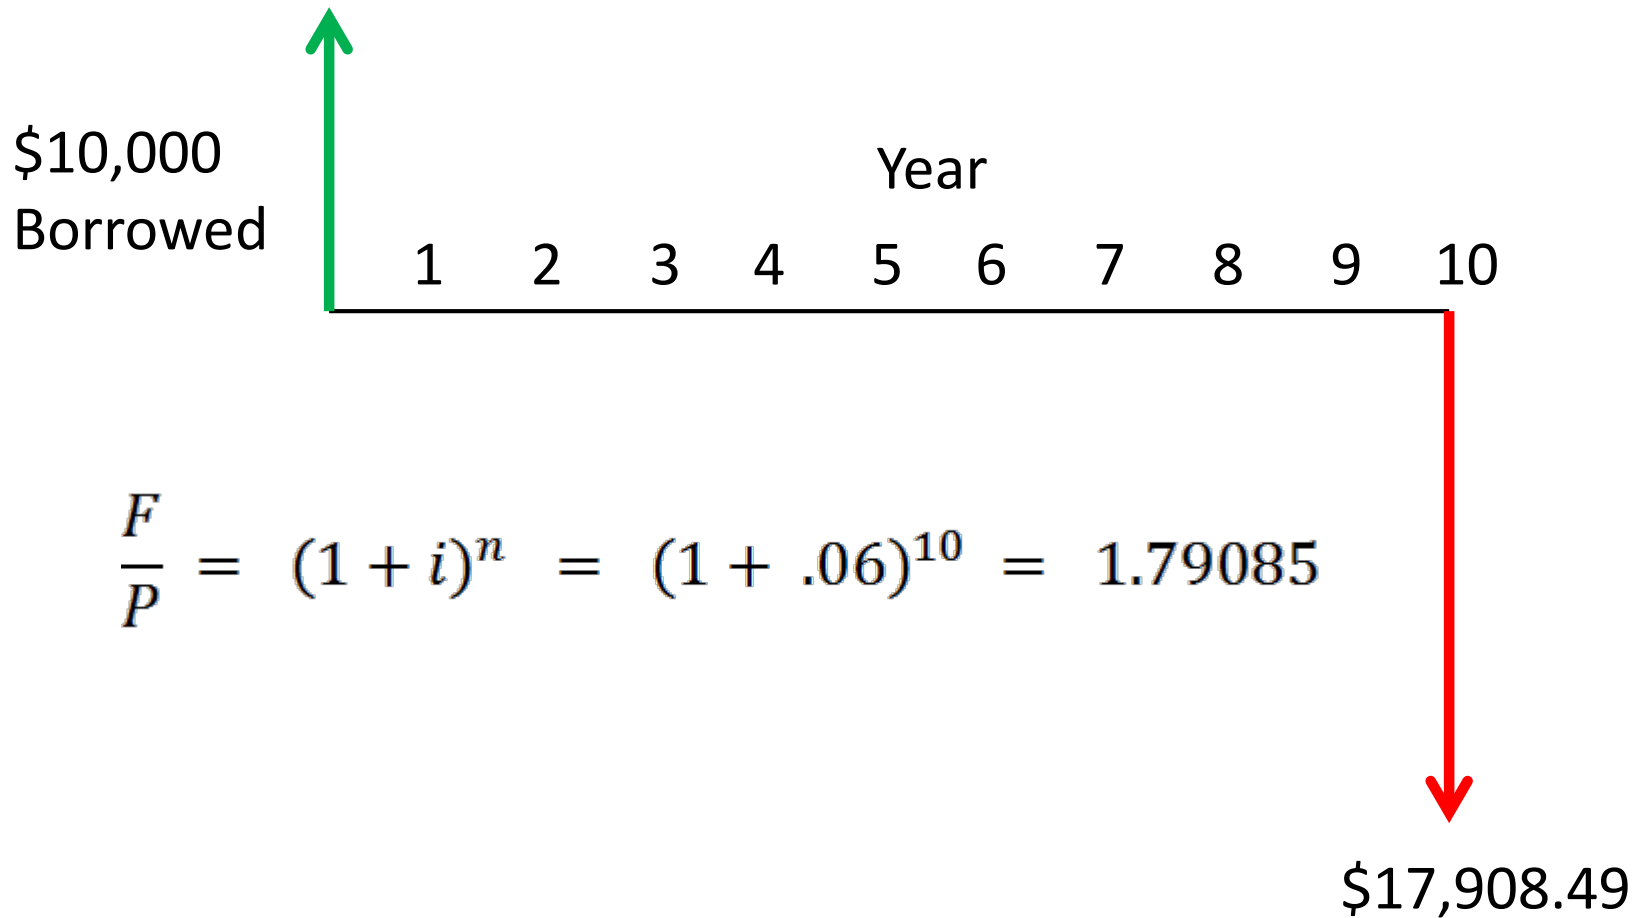 $10,000
Borrowed
Year
1 2 3 4 5 6 7 8 9 10
F/P = (1 + i)ⁿ = (1 + .06)¹⁰ = 1.79085
$17,908.49